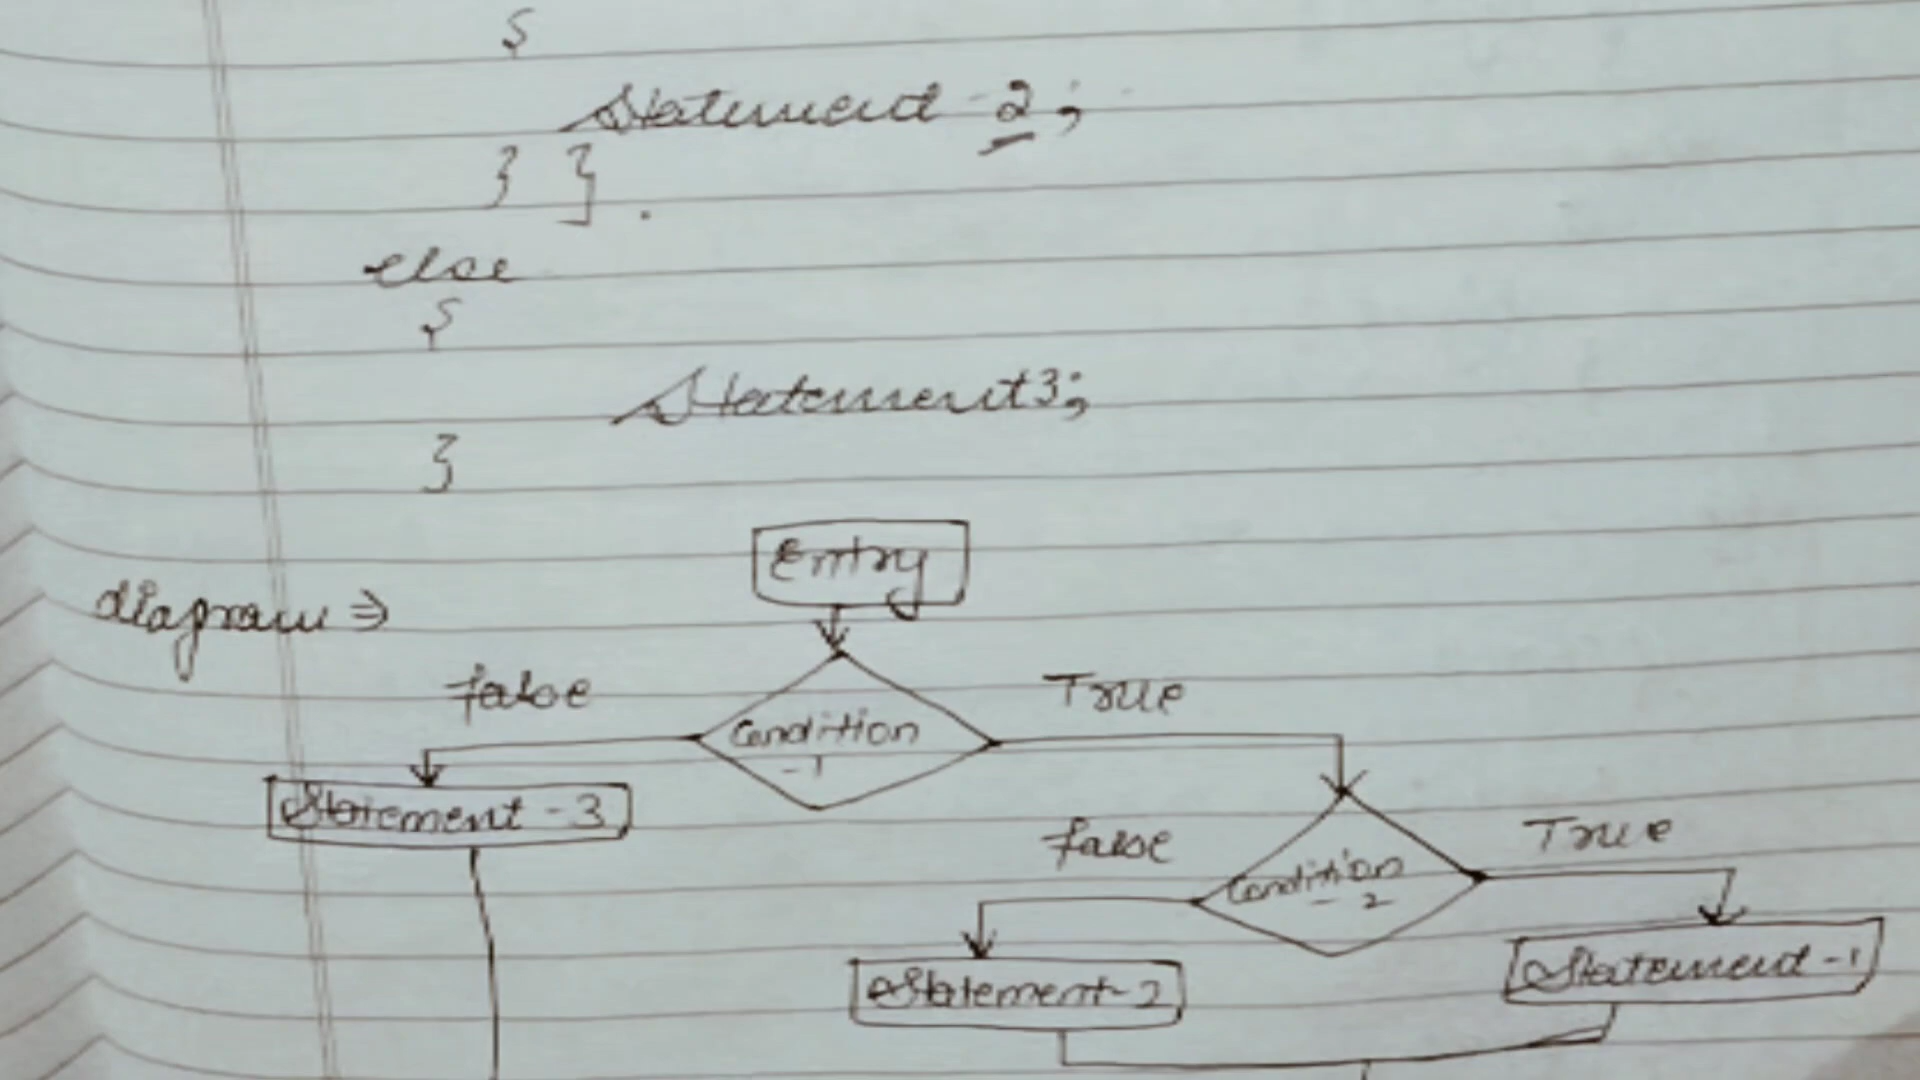 {
Statement-2;
} }.
else
{
Statement3;
}
Entry
diagram ⇒
false True
Condition
-1
Statement-3
false True
Condition
-2
Statement-2 Statement-1